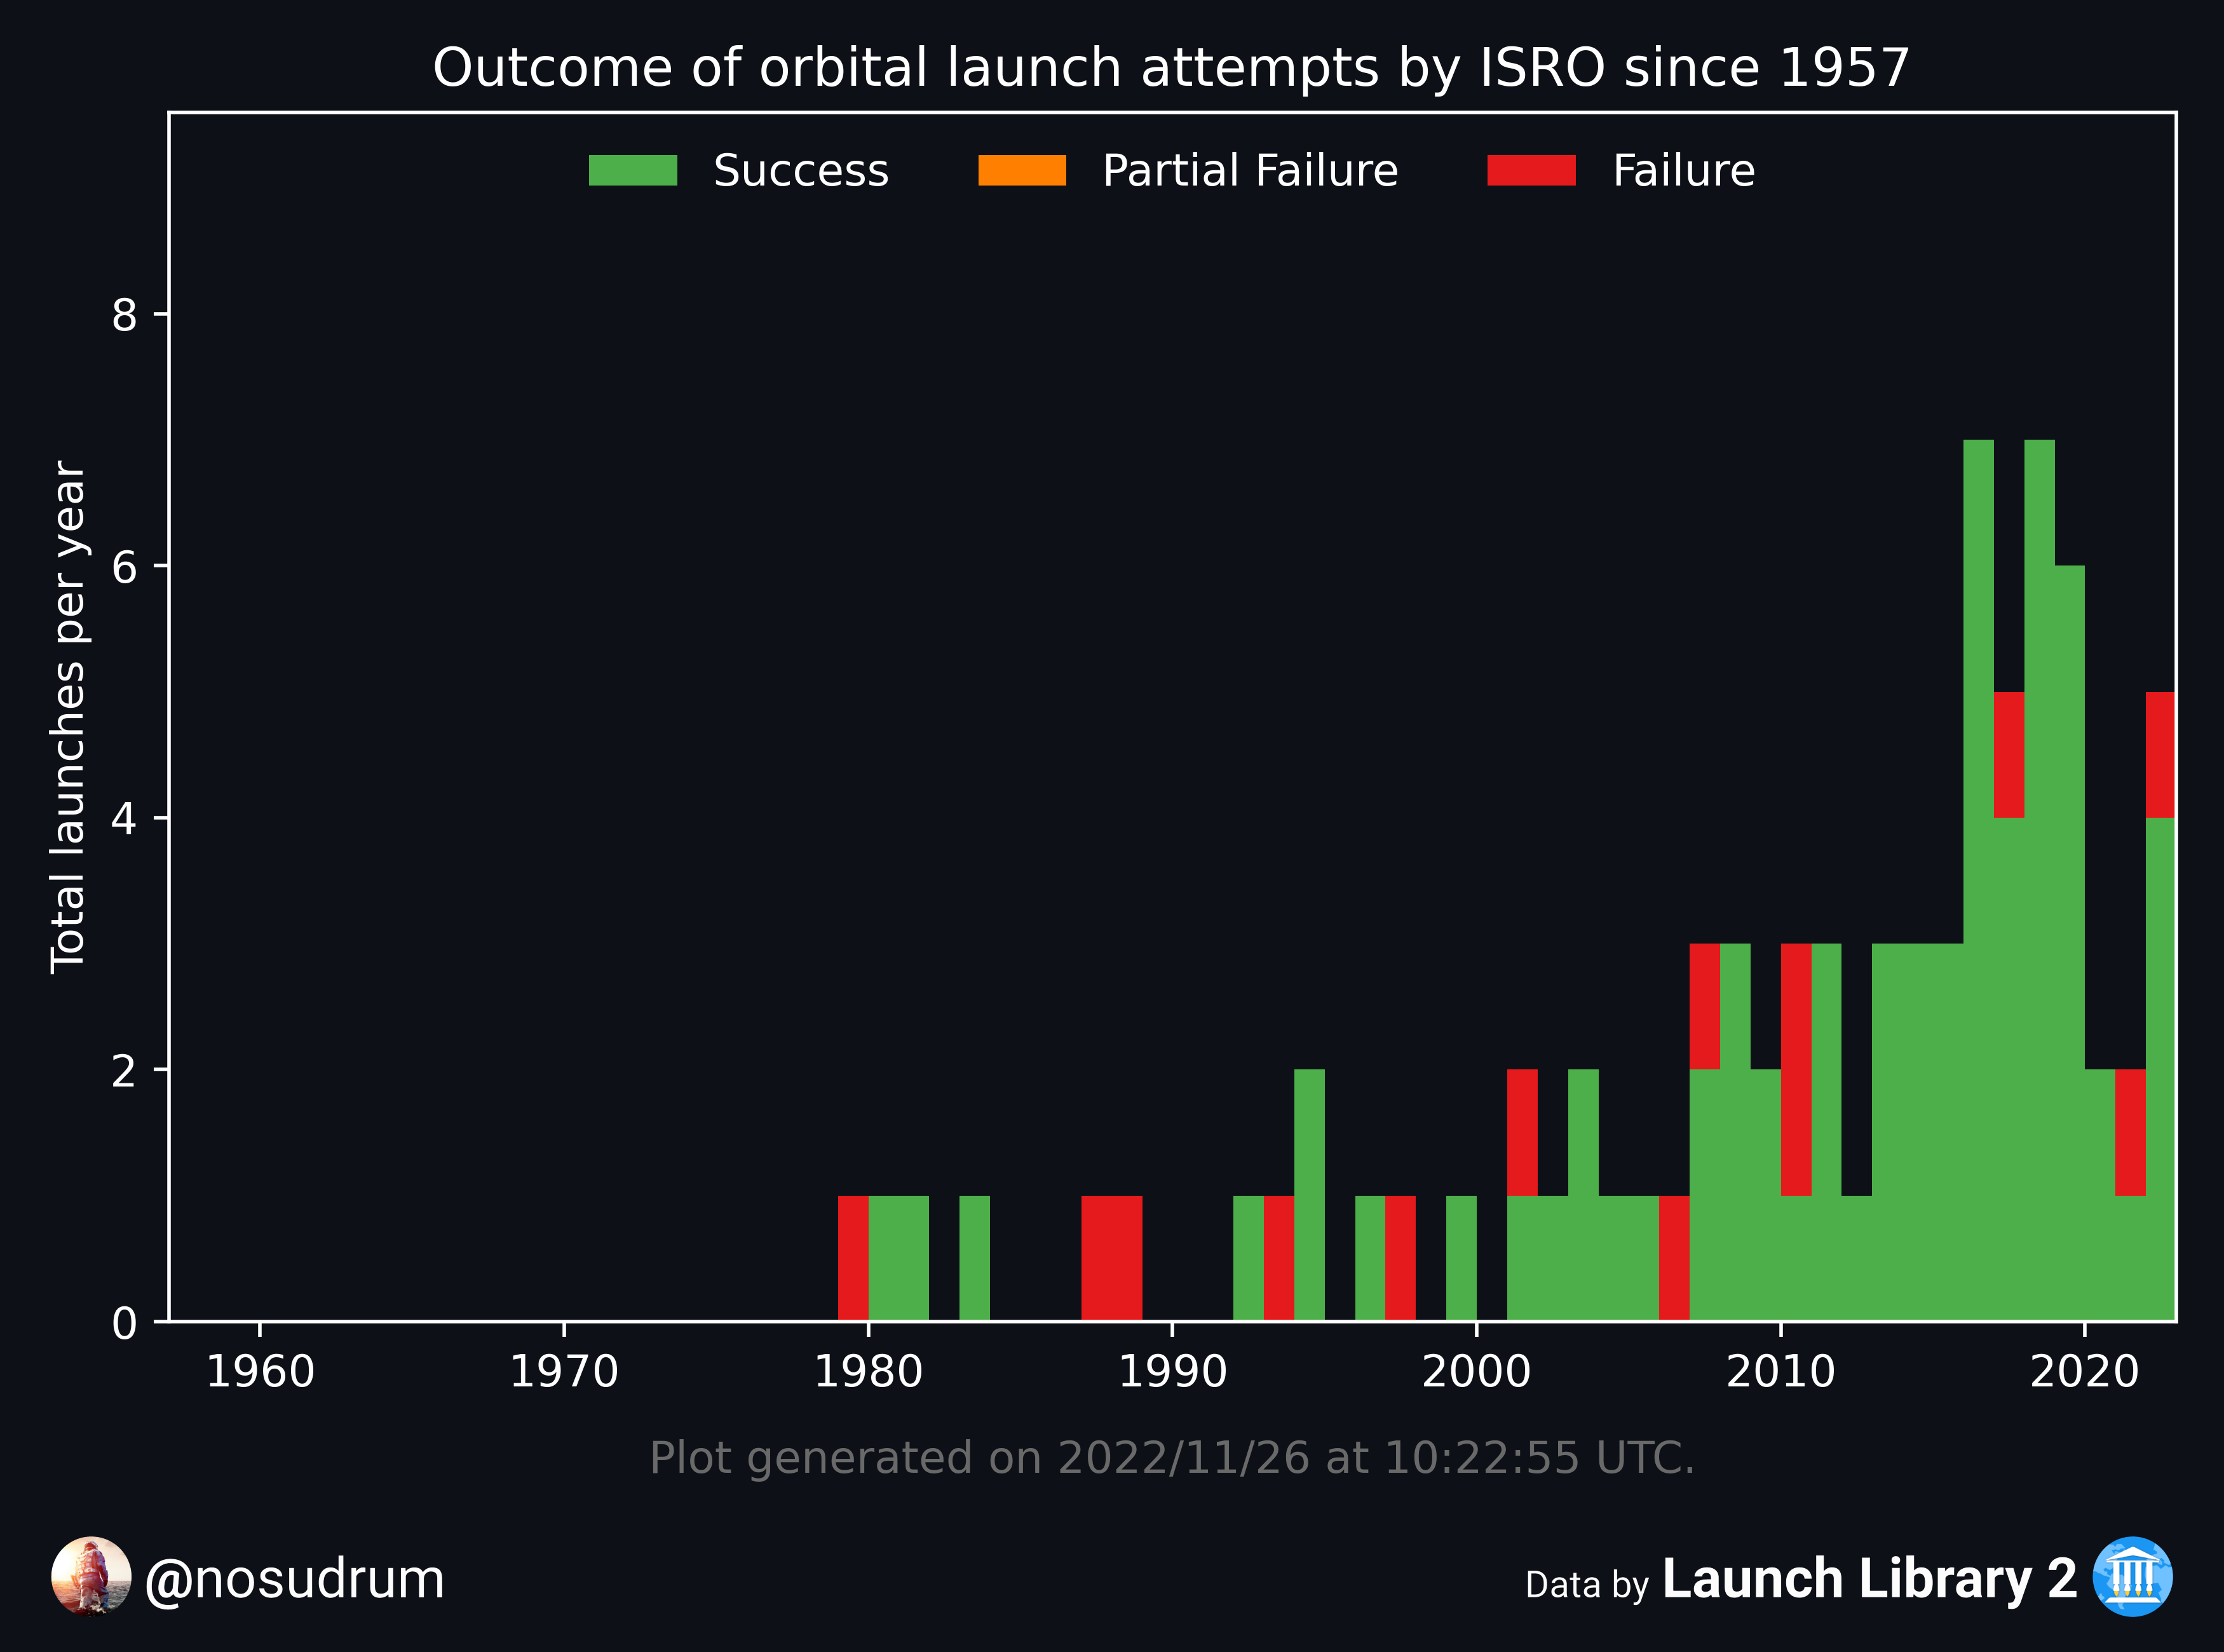 Outcome of orbital launch attempts by ISRO since 1957
Success
Partial Failure
Failure
Total launches per year
8
6
4
2
0
1960
1970
1980
1990
2000
2010
2020
Plot generated on 2022/11/26 at 10:22:55 UTC.
@nosudrum
Data by Launch Library 2